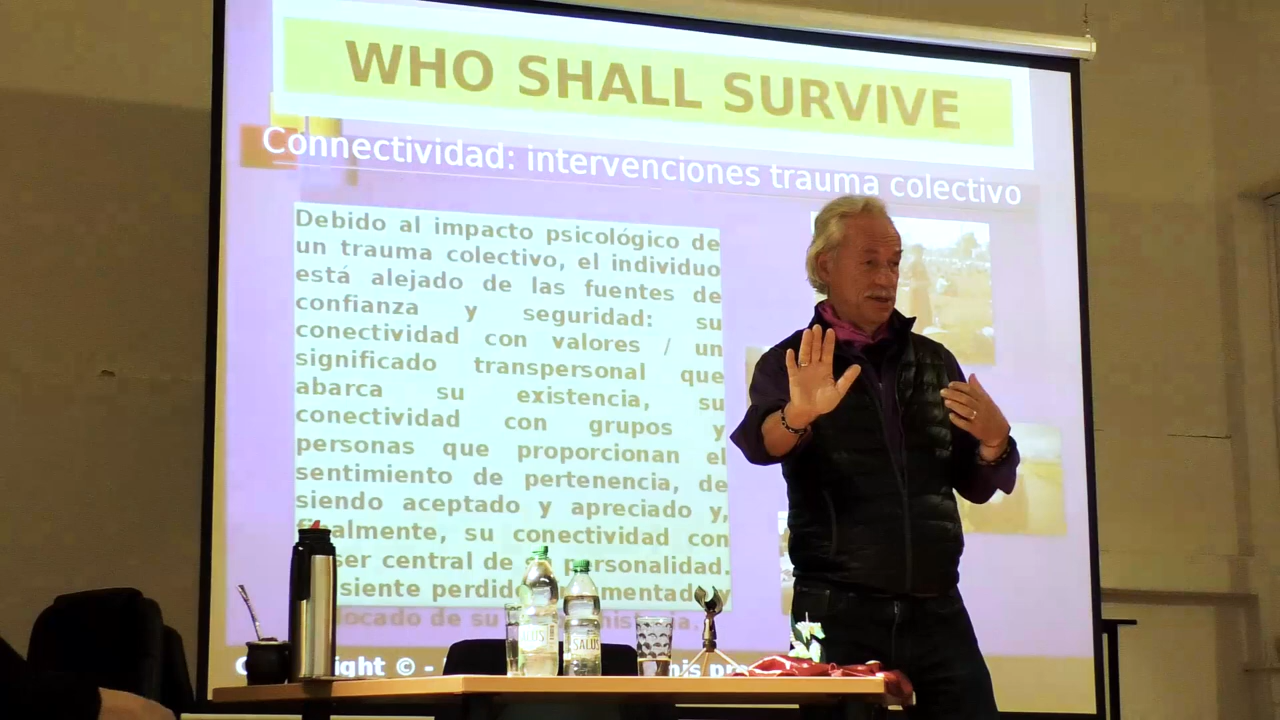 WHO SHALL SURVIVE
Connectividad: intervenciones trauma colectivo
Debido al impacto psicológico de
un trauma colectivo, el individuo
está alejado de las fuentes de
confianza y seguridad: su
conectividad con valores / un
significado transpersonal que
abarca su existencia, su
conectividad con grupos y
personas que proporcionan el
sentimiento de pertenencia, de
siendo aceptado y apreciado y,
finalmente, su conectividad con
ser central de personalidad.
siente perdido
de su
©
SALUS
SALUS